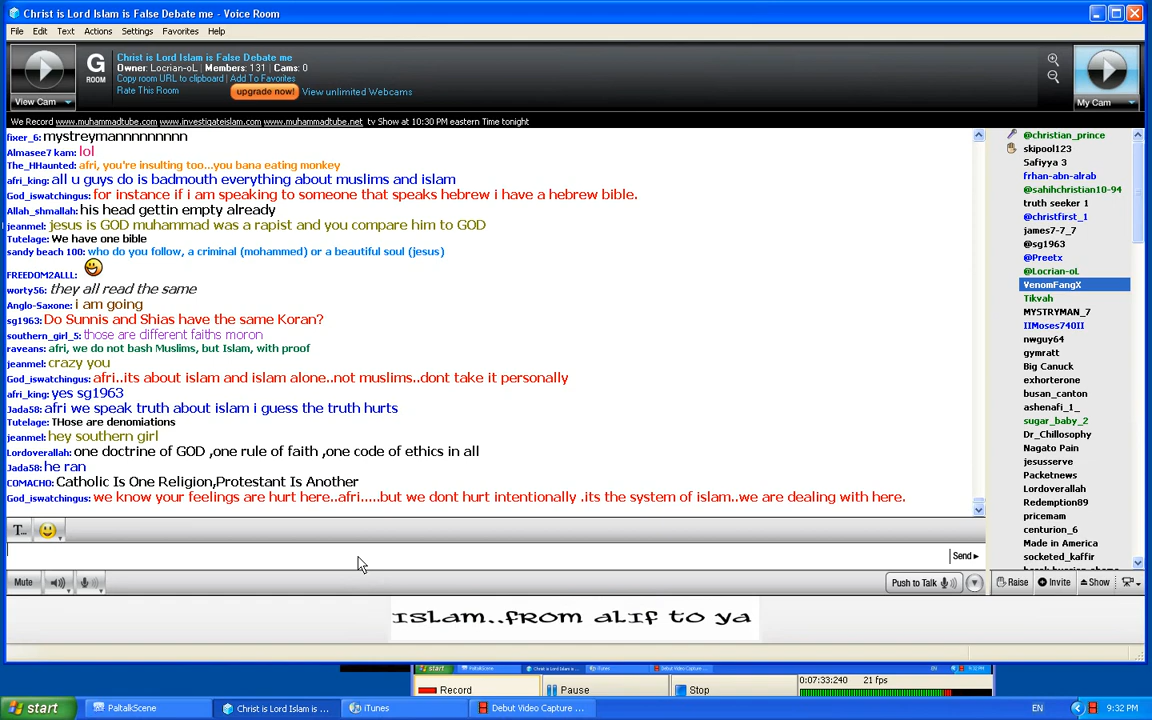 Christ is Lord Islam is False Debate me - Voice Room
File Edit Text Actions Settings Favorites Help
G
ROOM
Christ is Lord Islam is False Debate me
Owner: Locrian-oL | Members: 131 | Cams: 0
Copy room URL to clipboard | Add To Favorites
Rate This Room upgrade now! View unlimited Webcams
View Cam
My Cam
We Record www.muhammadtube.com www.investigateislam.com www.muhammadtube.net tv Show at 10:30 PM eastern Time tonight
fixer_6: mystreymannnnnnnnn
Almasee7 kam: lol
The_HHaunted: afri, you're insulting too...you bana eating monkey
afri_king: all u guys do is badmouth everything about muslims and islam
God_iswatchingus: for instance if i am speaking to someone that speaks hebrew i have a hebrew bible.
Allah_shmallah: his head gettin empty already
jeanmel: jesus is GOD muhammad was a rapist and you compare him to GOD
Tutelage: We have one bible
sandy beach 100: who do you follow, a criminal (mohammed) or a beautiful soul (jesus)
FREEDOM2ALLL:
worty56: they all read the same
Anglo-Saxone: i am going
sg1963: Do Sunnis and Shias have the same Koran?
southern_girl_5: those are different faiths moron
raveans: afri, we do not bash Muslims, but Islam, with proof
jeanmel: crazy you
God_iswatchingus: afri..its about islam and islam alone..not muslims..dont take it personally
afri_king: yes sg1963
Jada58: afri we speak truth about islam i guess the truth hurts
Tutelage: THose are denomiations
jeanmel: hey southern girl
Lordoverallah: one doctrine of GOD ,one rule of faith ,one code of ethics in all
Jada58: he ran
COMACHO: Catholic Is One Religion,Protestant Is Another
God_iswatchingus: we know your feelings are hurt here..afri.....but we dont hurt intentionally .its the system of islam..we are dealing with here.
@christian_prince
skipool123
Safiyya 3
frhan-abn-alrab
@sahihchristian10-94
truth seeker 1
@christfirst_1
james7-7_7
@sg1963
@Preetx
@Locrian-oL
VenomFangX
Tikvah
MYSTRYMAN_7
IIMoses740II
nwguy64
gymratt
Big Canuck
exhorterone
busan_canton
ashenafi_1_
sugar_baby_2
Dr_Chillosophy
Nagato Pain
jesusserve
Packetnews
Lordoverallah
Redemption89
pricemam
centurion_6
Made in America
socketed_kaffir
T...
Send
Mute
Push to Talk
Raise Invite Show
islam..from alif to ya
start PaltalkScene Christ is Lord Islam is ... iTunes Debut Video Capture ...
0:07:33:240 21 fps
Record Pause Stop
start PaltalkScene Christ is Lord Islam is ... iTunes Debut Video Capture ... EN 9:32 PM